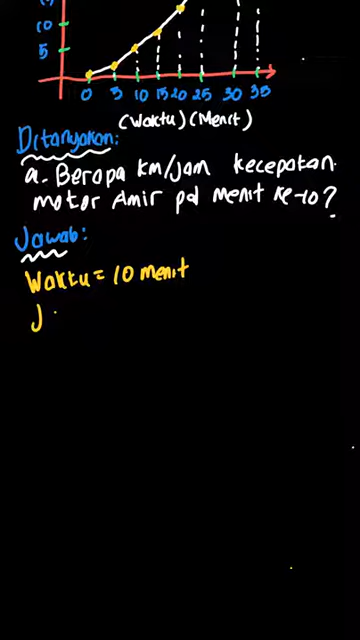 10
5
0 5 10 15 20 25 30 35
(Waktu) (Menit)
Ditanyakan:
a. Berapa km/jam kecepatan
motor Amir pd menit ke-10?
Jawab:
Waktu = 10 menit
J